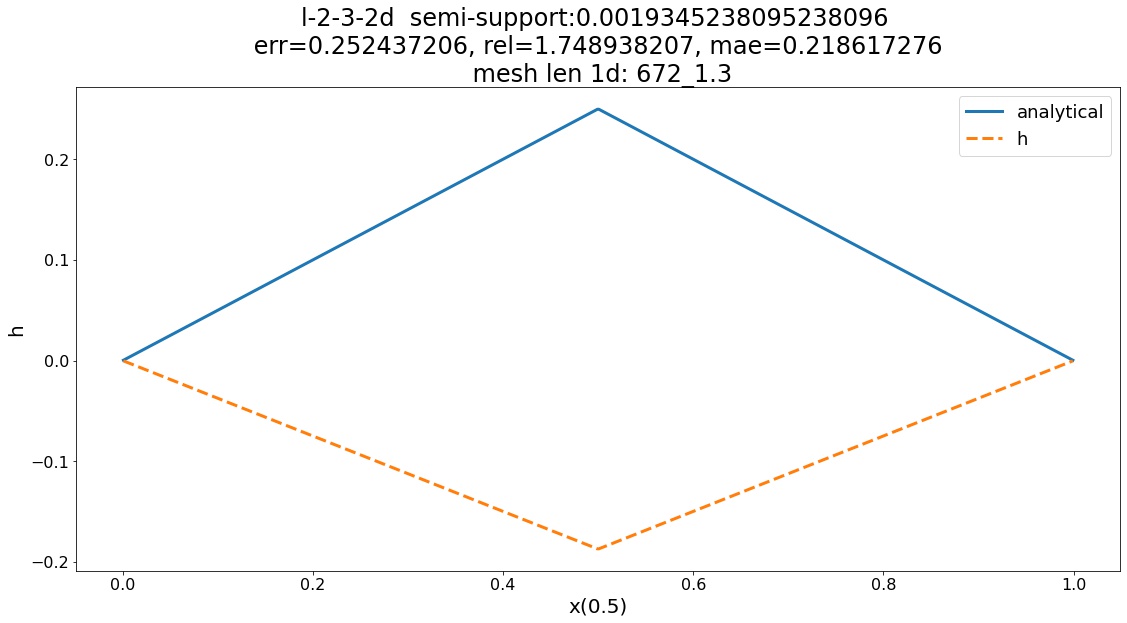 l-2-3-2d  semi-support:0.0019345238095238096
err=0.252437206, rel=1.748938207, mae=0.218617276
mesh len 1d: 672_1.3
analytical
h
0.2
0.1
0.0
−0.1
−0.2
h
0.0
0.2
0.4
0.6
0.8
1.0
x(0.5)